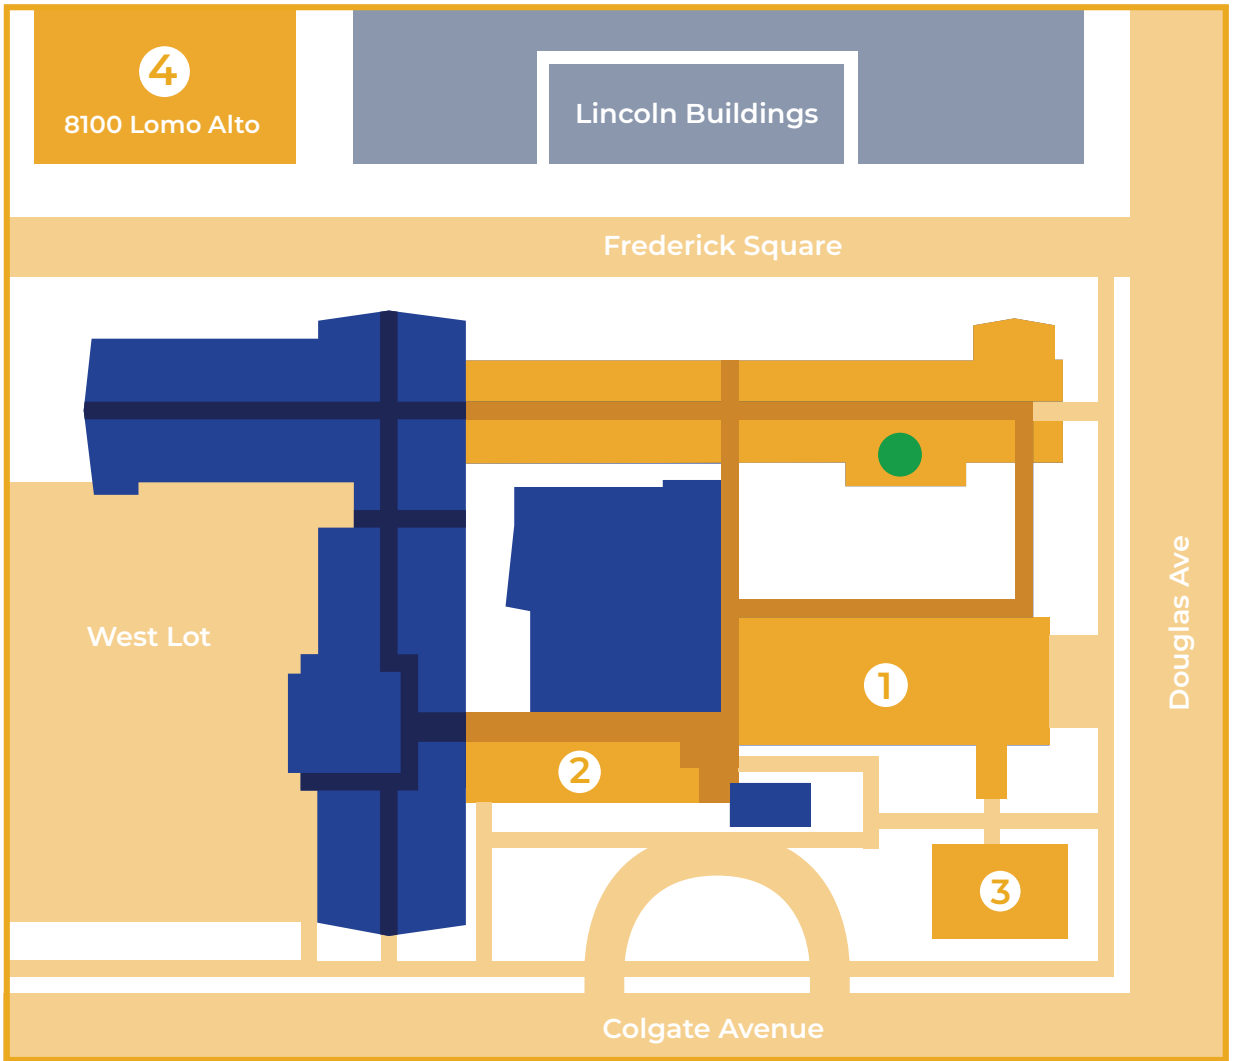 4
8100 Lomo Alto
Lincoln Buildings
Frederick Square
West Lot
Douglas Ave
1
2
3
Colgate Avenue